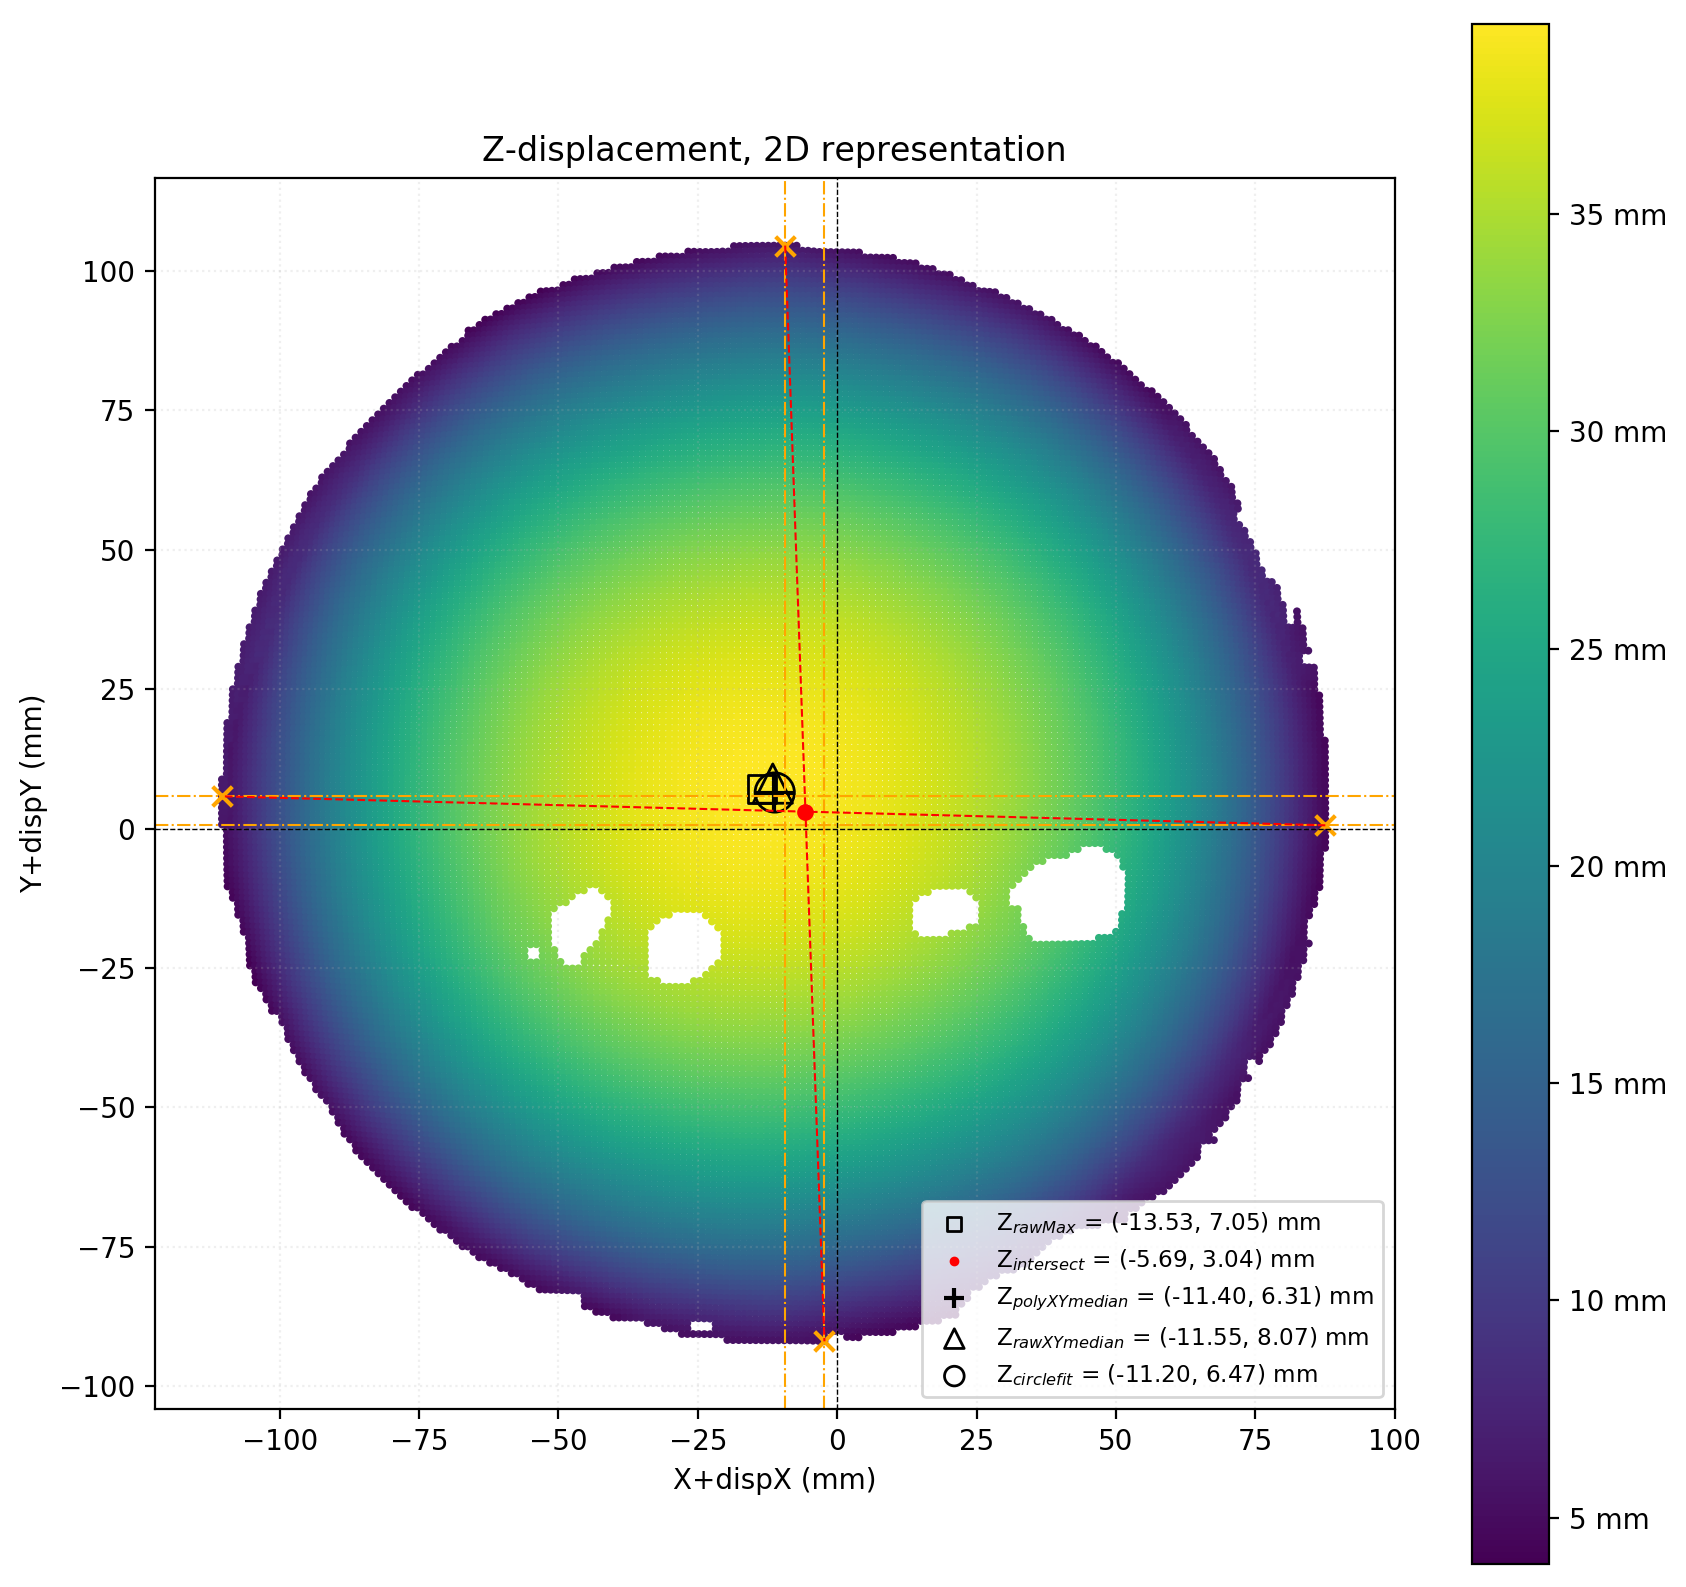 Z-displacement, 2D representation
100
75
50
25
0
−25
−50
−75
−100
Y+dispY (mm)
−100
−75
−50
−25
0
25
50
75
100
X+dispX (mm)
Z_rawMax = (-13.53, 7.05) mm
Z_intersect = (-5.69, 3.04) mm
Z_polyXYmedian = (-11.40, 6.31) mm
Z_rawXYmedian = (-11.55, 8.07) mm
Z_circlefit = (-11.20, 6.47) mm
35 mm
30 mm
25 mm
20 mm
15 mm
10 mm
5 mm